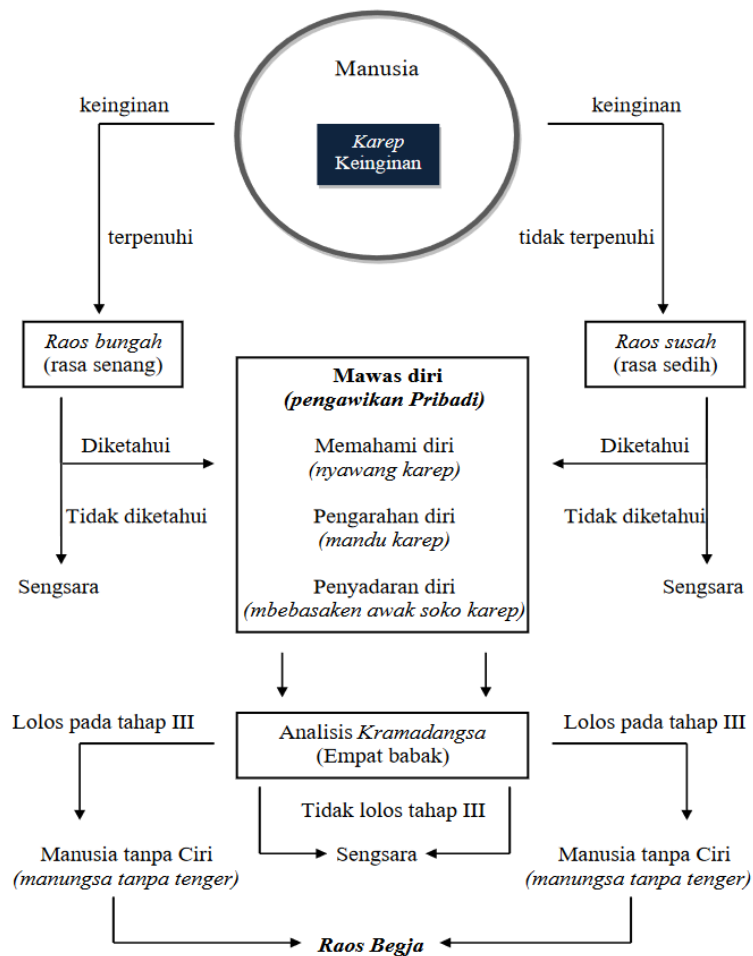 Manusia
keinginan
keinginan
Karep
Keinginan
terpenuhi
tidak terpenuhi
Raos bungah
(rasa senang)
Raos susah
(rasa sedih)
Mawas diri
(pengawikan Pribadi)
Memahami diri
(nyawang karep)
Pengarahan diri
(mandu karep)
Penyadaran diri
(mbebasaken awak soko karep)
Diketahui
Diketahui
Tidak diketahui
Tidak diketahui
Sengsara
Sengsara
Lolos pada tahap III
Analisis Kramadangsa
(Empat babak)
Lolos pada tahap III
Tidak lolos tahap III
Manusia tanpa Ciri
(manungsa tanpa tenger)
Sengsara
Manusia tanpa Ciri
(manungsa tanpa tenger)
Raos Begja